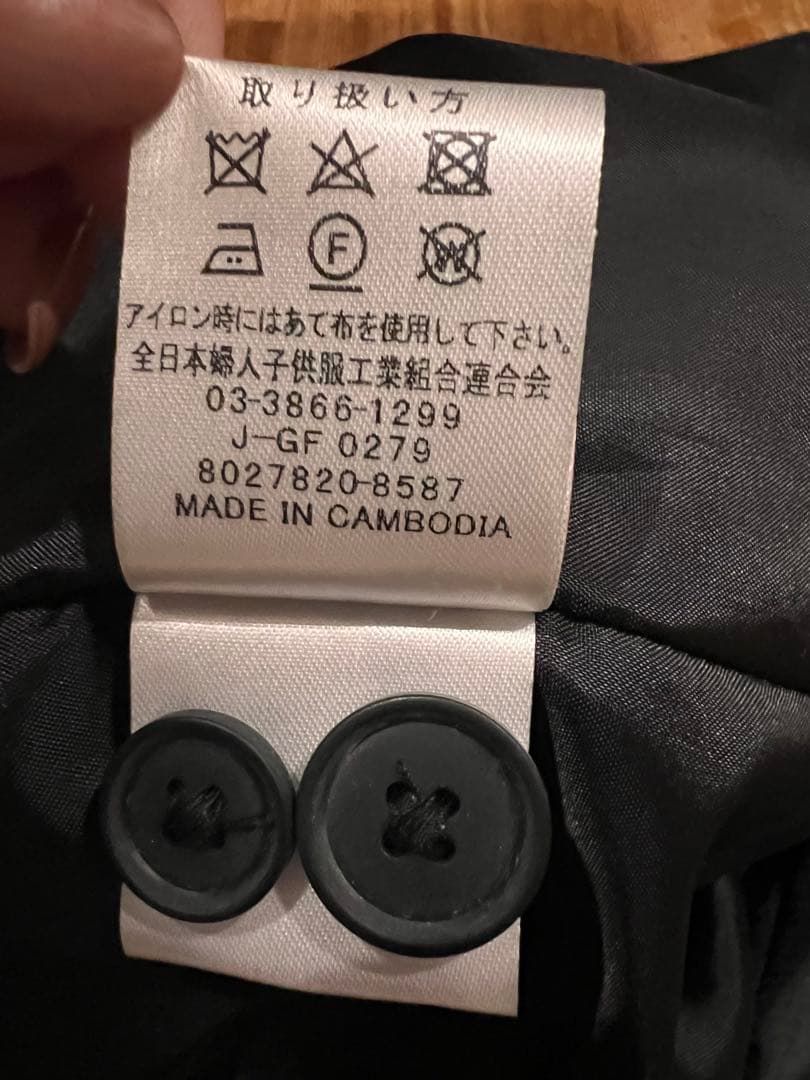 取り扱い方
F
W
アイロン時にはあて布を使用して下さい。
全日本婦人子供服工業組合連合会
03-3866-1299
J-GF 0279
8027820-8587
MADE IN CAMBODIA